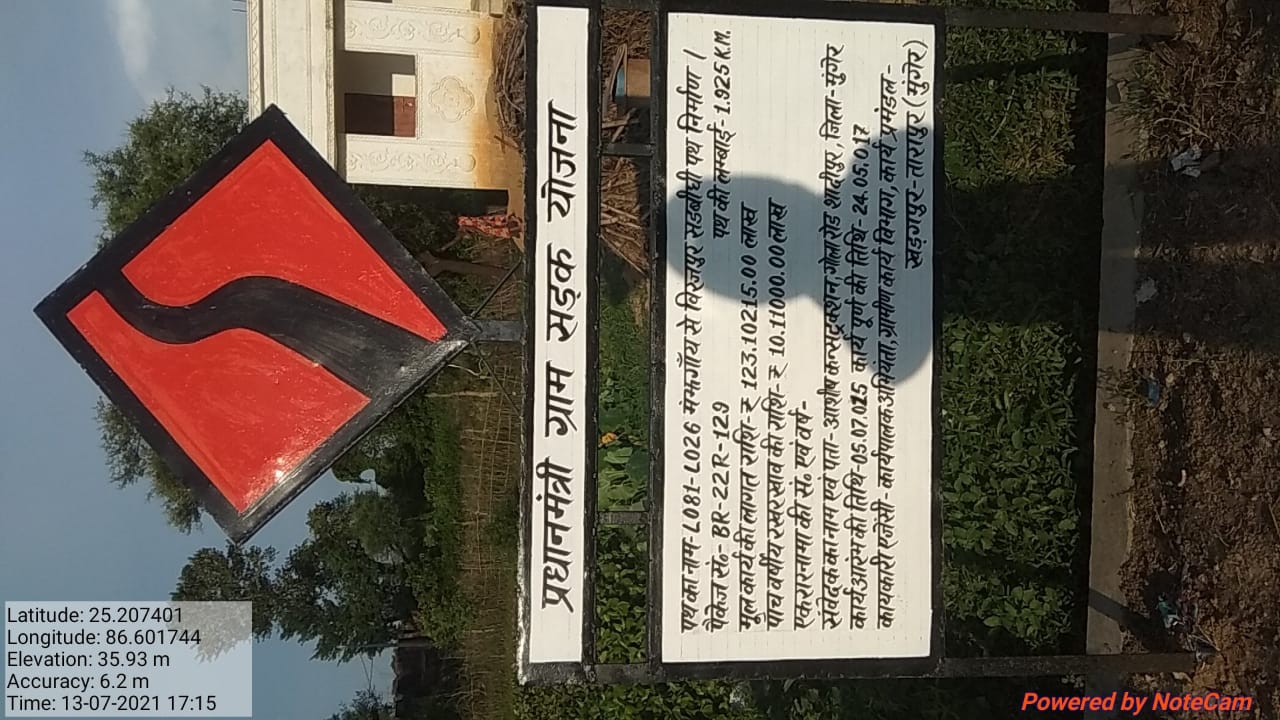 प्रधानमंत्री ग्राम सड़क योजना
पथ का नाम- L081-L026 मंझगाँय से विरजपुर सडबीघी पथ निर्माण ।
पैकेज सं०- BR-22R-129 पथ की लम्बाई- 1.925 K.M.
मूल कार्य की लागत राशि- ₹ 123.10215.00 लाख
पाच वर्षीय रखरखाव की राशि- ₹ 10.11000.00 लाख
एकरारनामा की सं० एवं वर्ष-
संवेदक का नाम एवं पता- आशीष कन्सट्रक्शन, गोला रोड शादीपुर, जिला- मुंगेर
कार्य आरंभ की तिथि-05.07.015 कार्य पूर्ण की तिथि- 24.05.017
कार्यकारी एजेंसी- कार्यपालक अभियंता, ग्रामीण कार्य विभाग, कार्य प्रमंडल-
खड़गपुर- तारापुर ( मुंगेर)
Latitude: 25.207401
Longitude: 86.601744
Elevation: 35.93 m
Accuracy: 6.2 m
Time: 13-07-2021 17:15
Powered by NoteCam